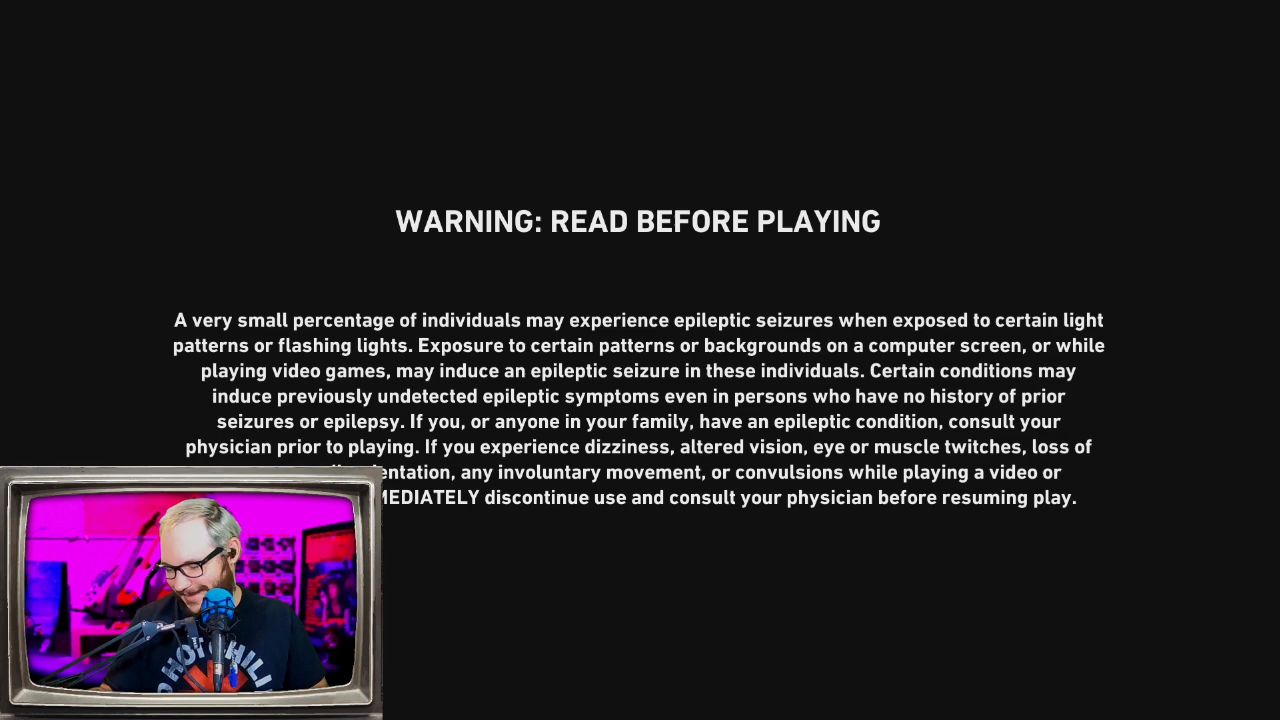 WARNING: READ BEFORE PLAYING
A very small percentage of individuals may experience epileptic seizures when exposed to certain light
patterns or flashing lights. Exposure to certain patterns or backgrounds on a computer screen, or while
playing video games, may induce an epileptic seizure in these individuals. Certain conditions may
induce previously undetected epileptic symptoms even in persons who have no history of prior
seizures or epilepsy. If you, or anyone in your family, have an epileptic condition, consult your
physician prior to playing. If you experience dizziness, altered vision, eye or muscle twitches, loss of
entation, any involuntary movement, or convulsions while playing a video or
MEDIATELY discontinue use and consult your physician before resuming play.
HOT CHILI